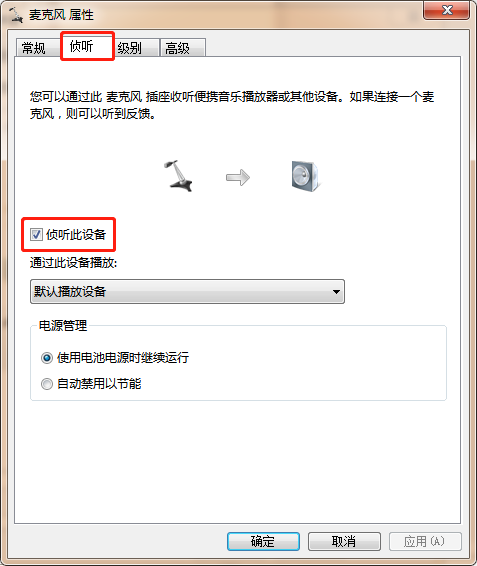 麦克风 属性
常规 侦听 级别 高级
您可以通过此 麦克风 插座收听便携音乐播放器或其他设备。如果连接一个麦
克风，则可以听到反馈。
侦听此设备
通过此设备播放:
默认播放设备
电源管理
使用电池电源时继续运行
自动禁用以节能
确定 取消 应用(A)